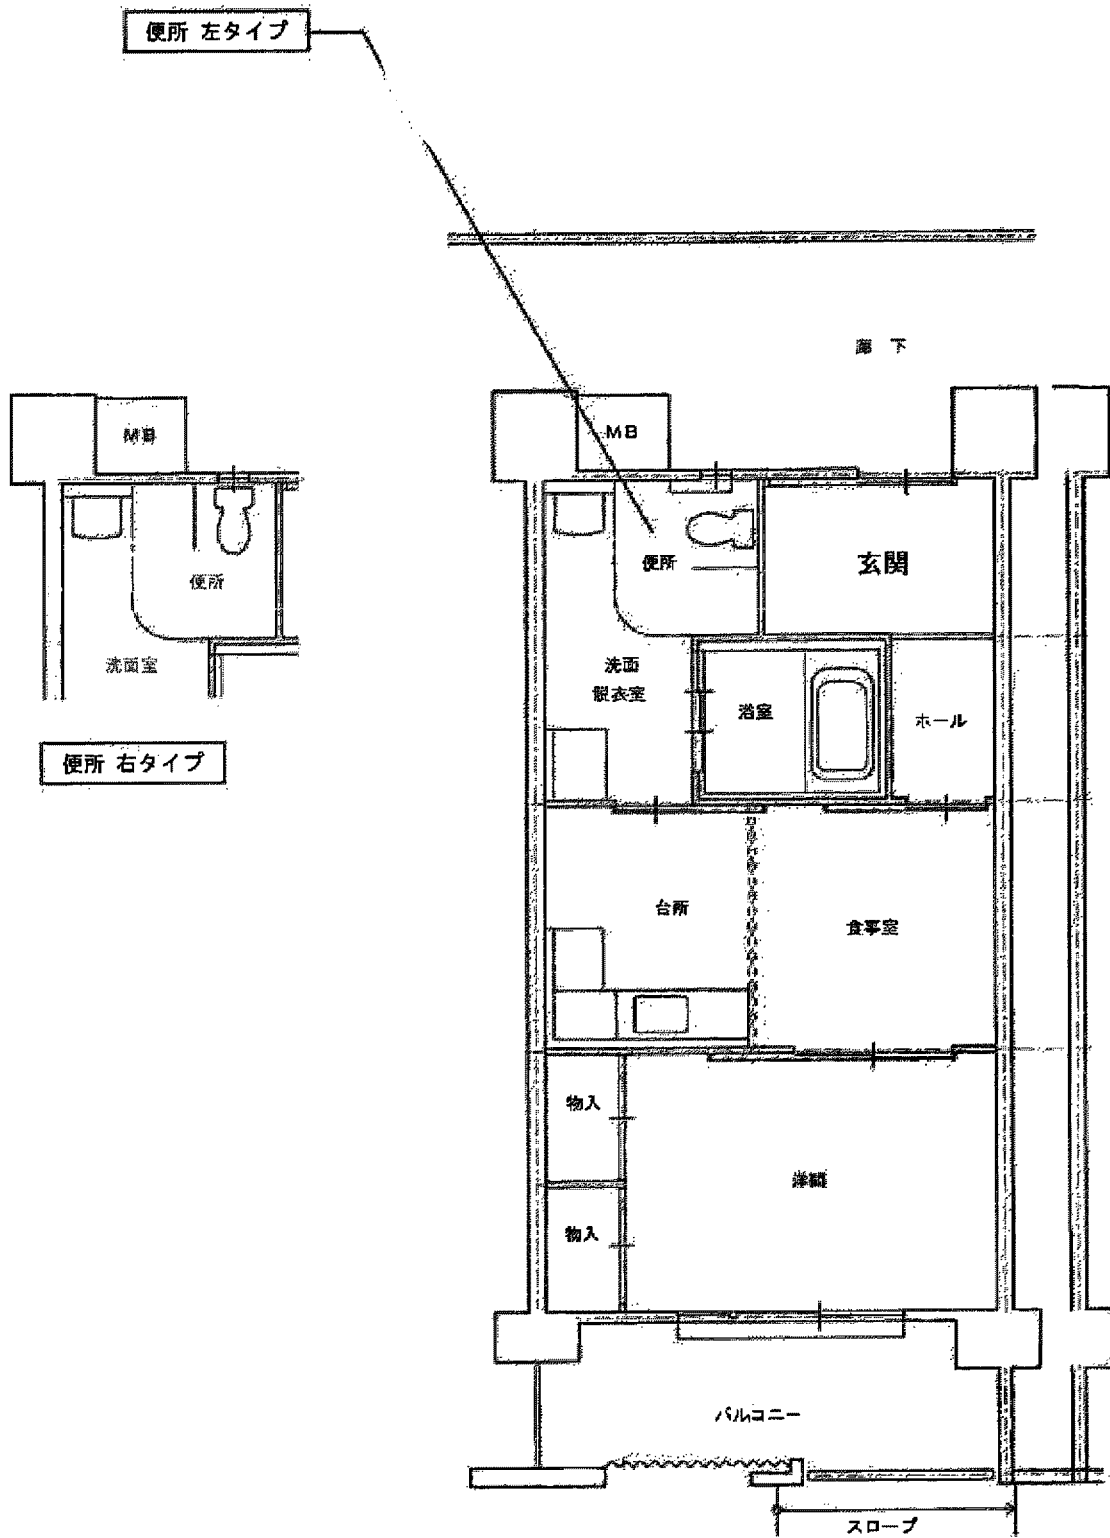 便所 左タイプ
廊 下
MB
MB
便所
玄関
便所
洗面室
洗面
脱衣室
浴室
ホール
便所 右タイプ
台所
食事室
物入
洋間
物入
バルコニー
スロープ